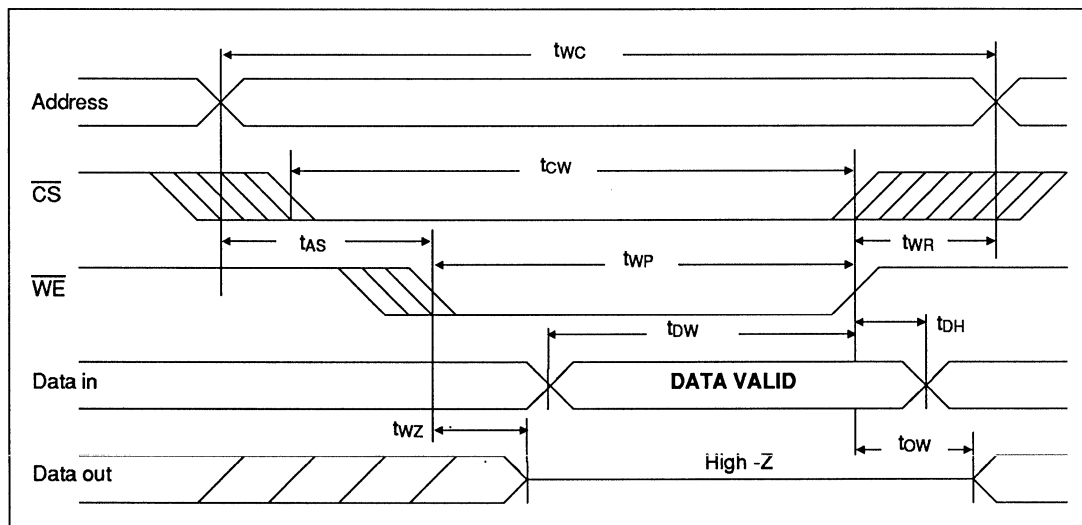 tWC
Address
tCW
CS
tAS
tWR
tWP
WE
tDW
tDH
Data in
DATA VALID
tWZ
tOW
High -Z
Data out